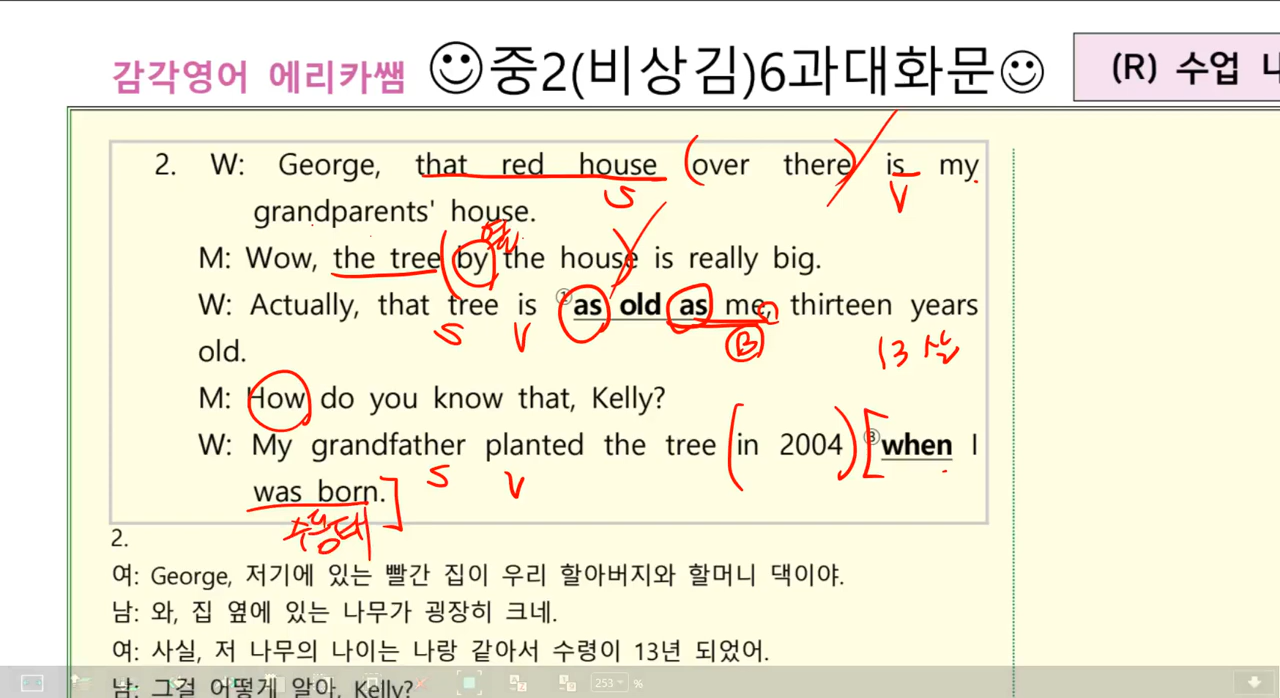 감각영어 에리카쌤 ☺중2(비상김)6과대화문☺ (R) 수업
2. W: George, that red house (over there) is my
S V
grandparents' house.
옆
M: Wow, the tree (by the house) is really big.
W: Actually, that tree is ①as old as me, thirteen years
S V B 13살
old.
M: How do you know that, Kelly?
W: My grandfather planted the tree (in 2004) [③when I
S V
was born.]
수동태
2.
여: George, 저기에 있는 빨간 집이 우리 할아버지와 할머니 댁이야.
남: 와, 집 옆에 있는 나무가 굉장히 크네.
여: 사실, 저 나무의 나이는 나랑 같아서 수령이 13년 되었어.
남: 그걸 어떻게 알아, Kelly?
253 %